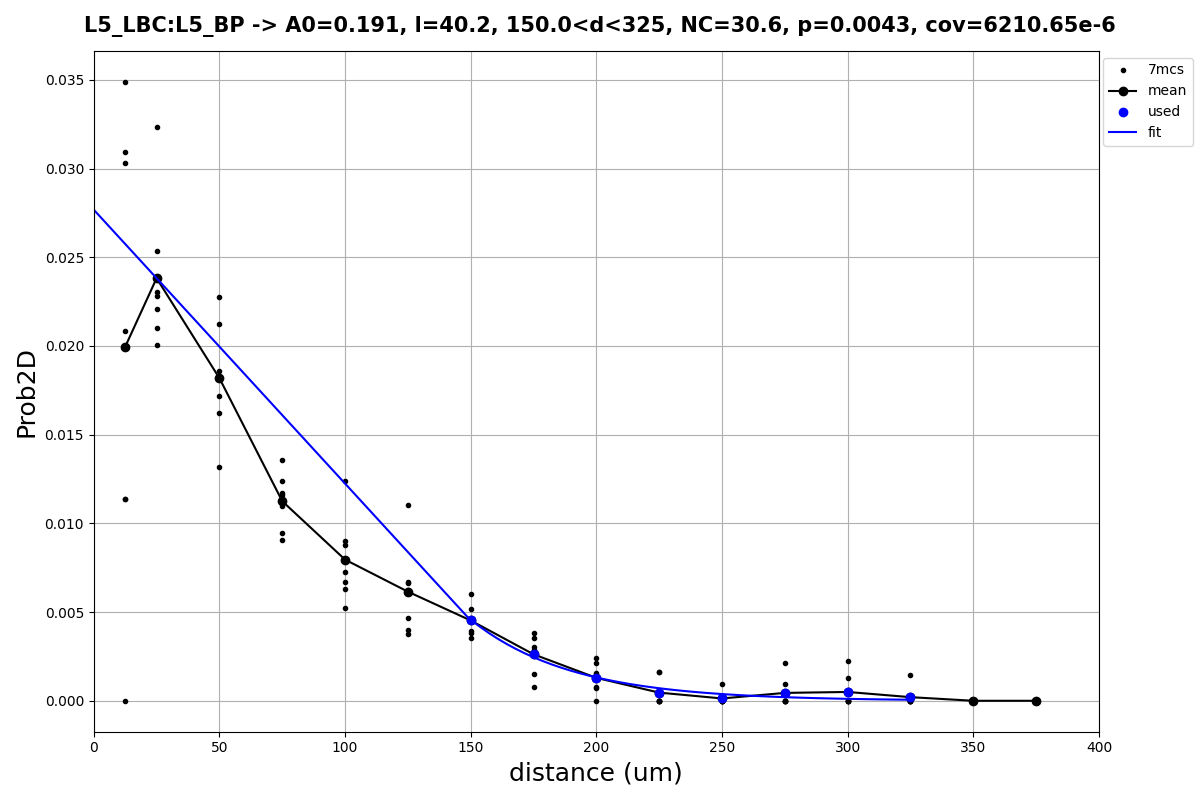 L5_LBC:L5_BP -> A0=0.191, l=40.2, 150.0<d<325, NC=30.6, p=0.0043, cov=6210.65e-6
7mcs
mean
used
fit
0.035
0.030
0.025
0.020
0.015
0.010
0.005
0.000
Prob2D
0 50 100 150 200 250 300 350 400
distance (um)